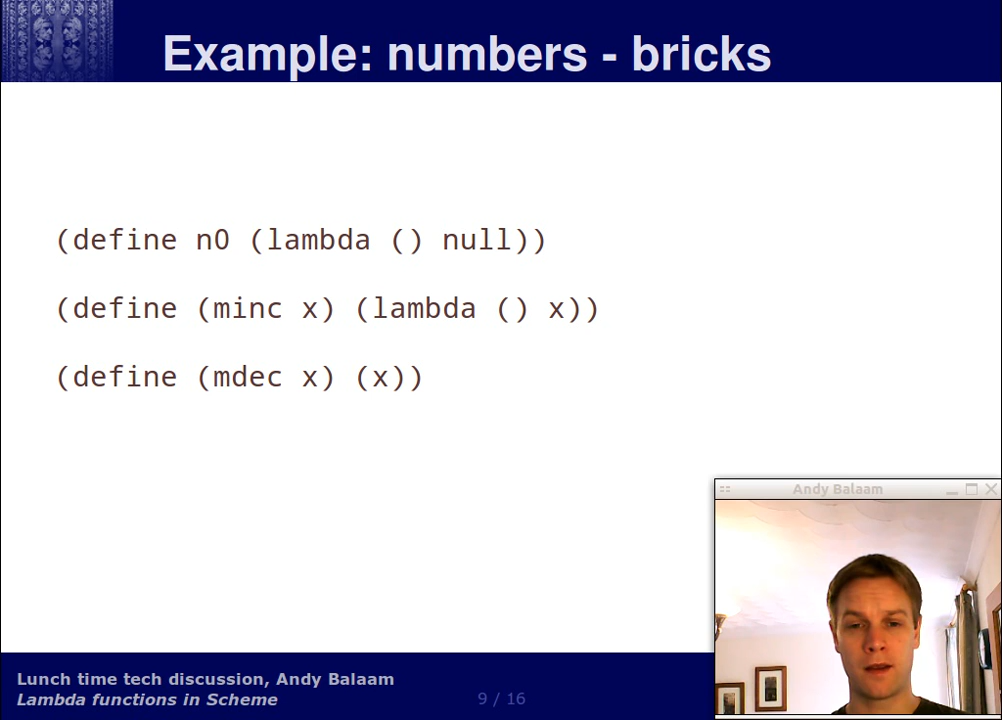 Example: numbers - bricks
(define n0 (lambda () null))
(define (minc x) (lambda () x))
(define (mdec x) (x))
Andy Balaam
Lunch time tech discussion, Andy Balaam
Lambda functions in Scheme
9 / 16